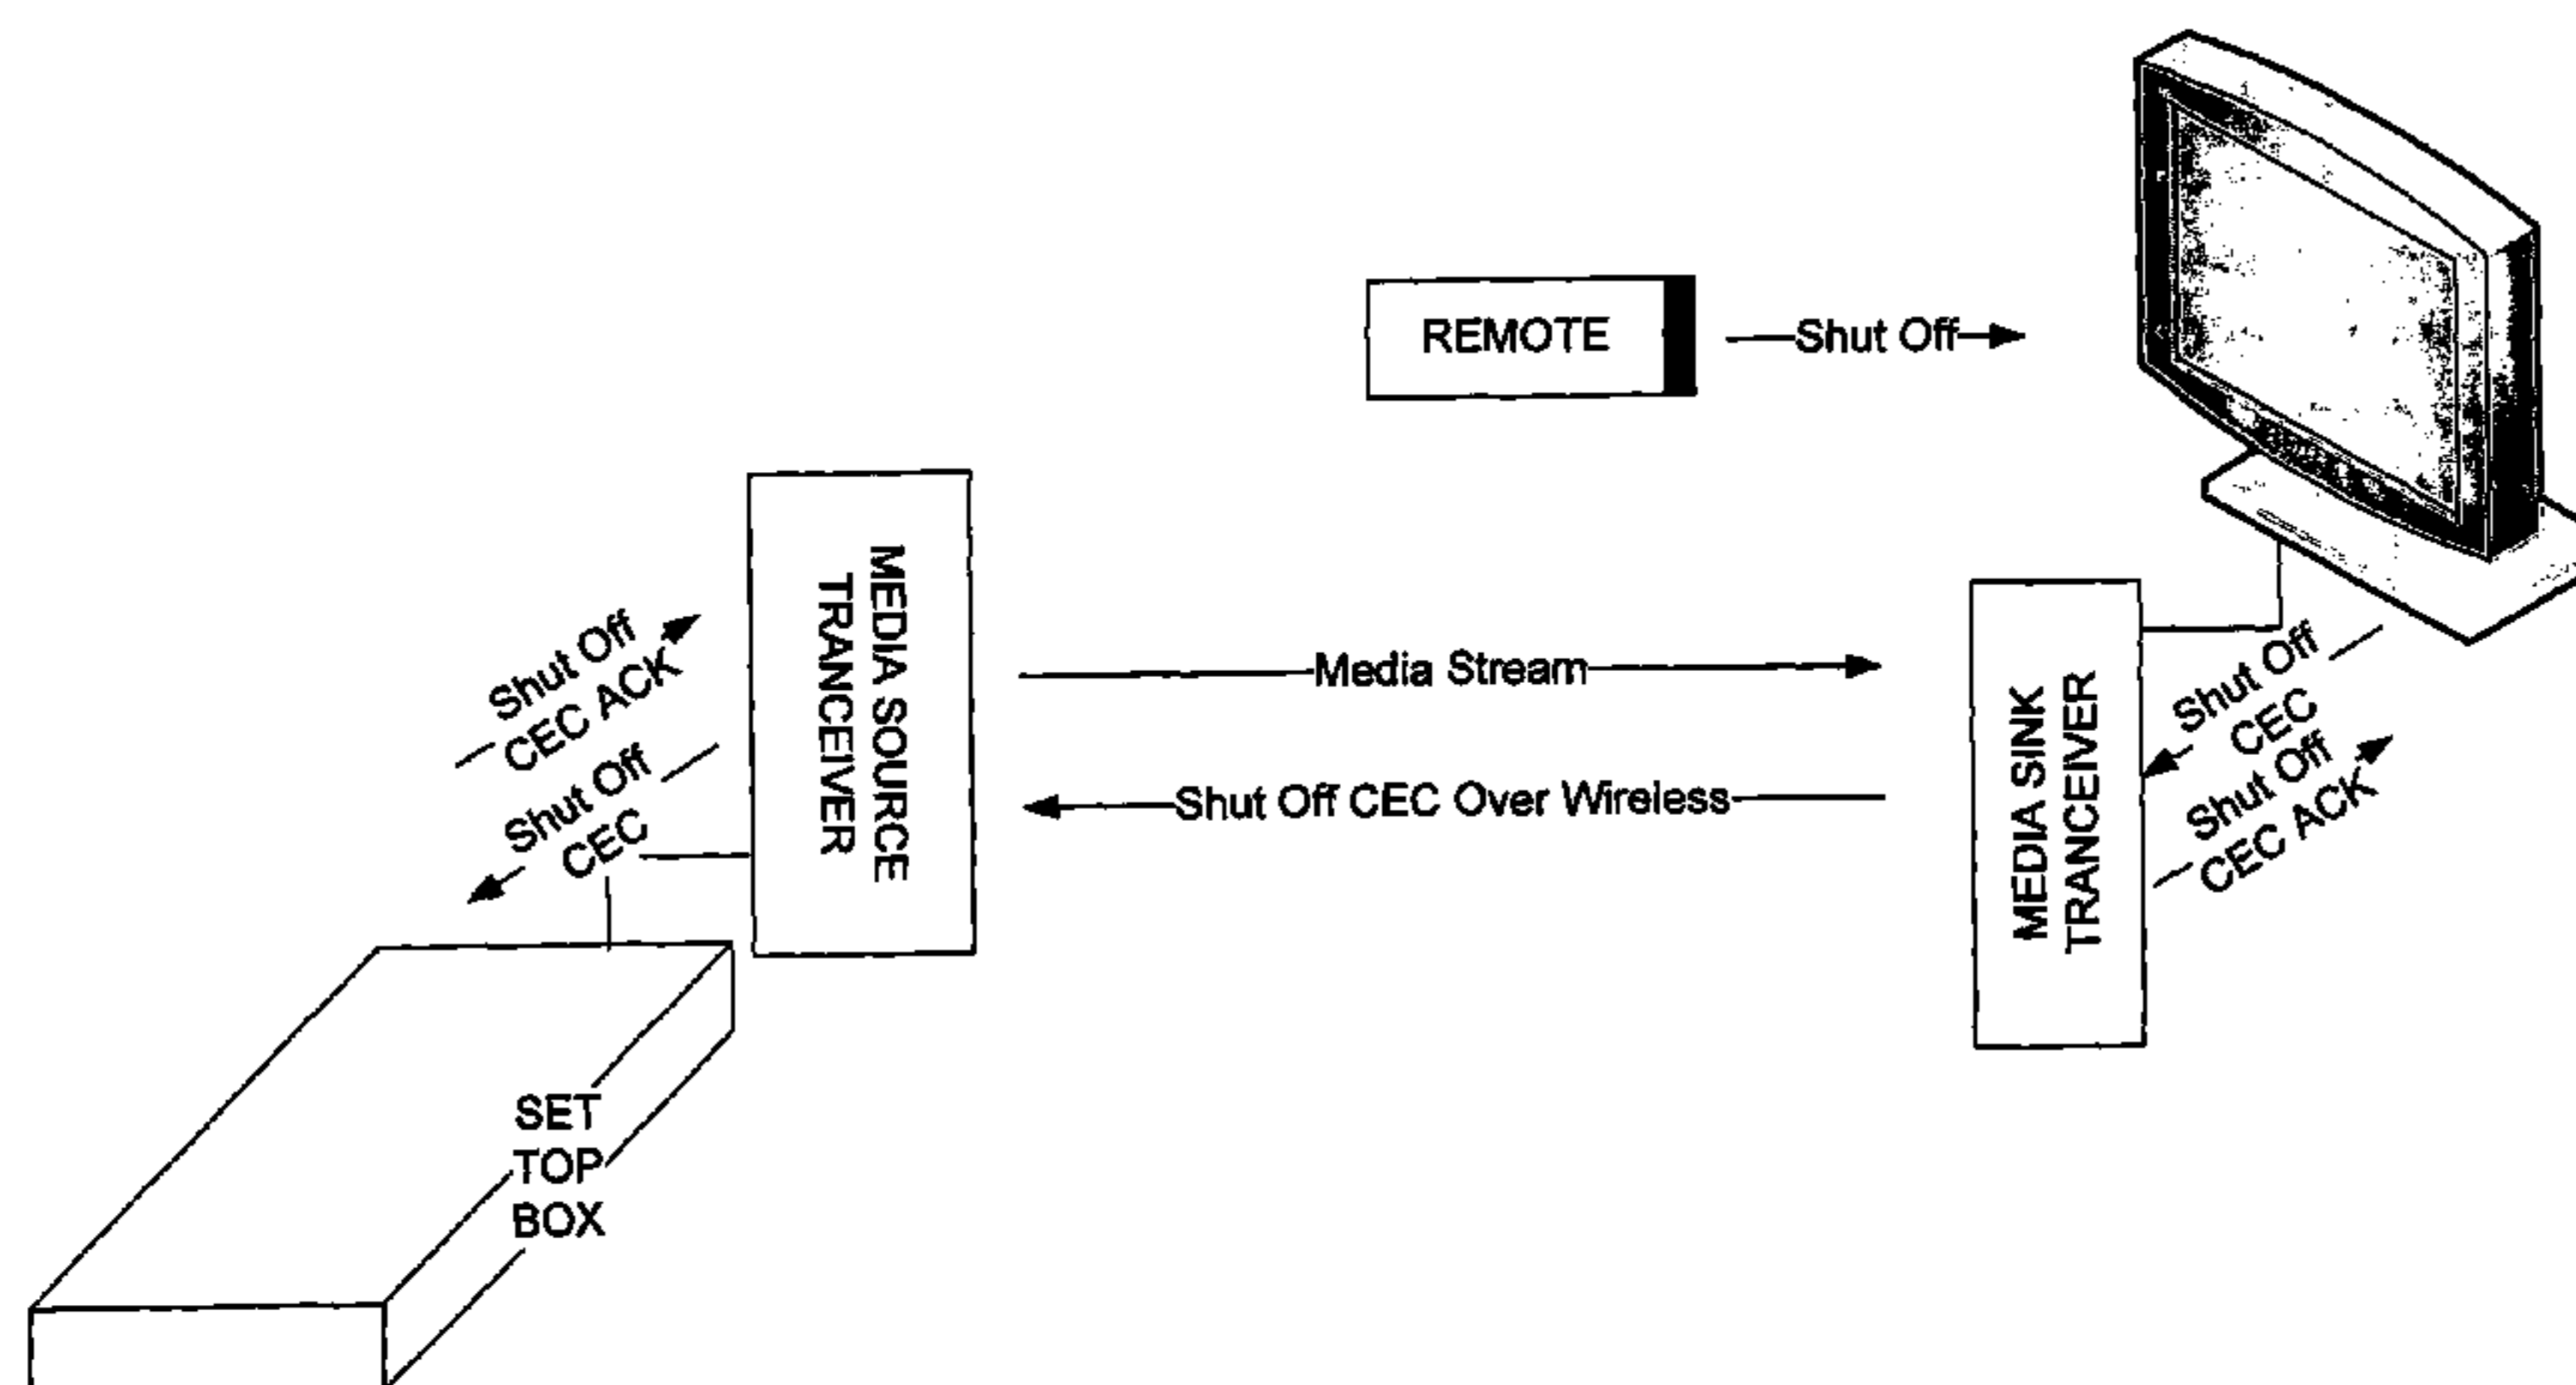 REMOTE
Shut Off
MEDIA SOURCE
TRANCEIVER
Shut Off
CEC ACK
Shut Off
CEC
Media Stream
Shut Off CEC Over Wireless
MEDIA SINK
TRANCEIVER
Shut Off
CEC
Shut Off
CEC ACK
SET
TOP
BOX